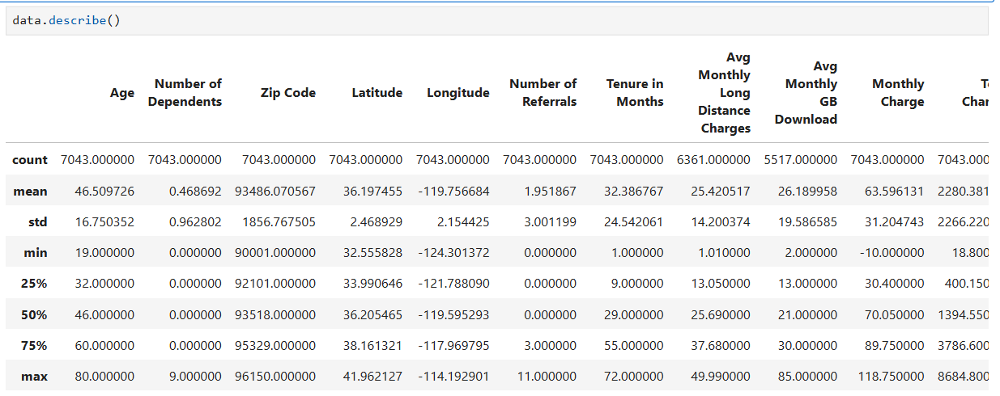 data.describe()
Age Number of Dependents Zip Code Latitude Longitude Number of Referrals Tenure in Months Avg Monthly Long Distance Charges Avg Monthly GB Download Monthly Charge
count 7043.000000 7043.000000 7043.000000 7043.000000 7043.000000 7043.000000 7043.000000 6361.000000 5517.000000 7043.000000 7043.000
mean 46.509726 0.468692 93486.070567 36.197455 -119.756684 1.951867 32.386767 25.420517 26.189958 63.596131 2280.381
std 16.750352 0.962802 1856.767505 2.468929 2.154425 3.001199 24.542061 14.200374 19.586585 31.204743 2266.220
min 19.000000 0.000000 90001.000000 32.555828 -124.301372 0.000000 1.000000 1.010000 2.000000 -10.000000 18.800
25% 32.000000 0.000000 92101.000000 33.990646 -121.788090 0.000000 9.000000 13.050000 13.000000 30.400000 400.150
50% 46.000000 0.000000 93518.000000 36.205465 -119.595293 0.000000 29.000000 25.690000 21.000000 70.050000 1394.550
75% 60.000000 0.000000 95329.000000 38.161321 -117.969795 3.000000 55.000000 37.680000 30.000000 89.750000 3786.600
max 80.000000 9.000000 96150.000000 41.962127 -114.192901 11.000000 72.000000 49.990000 85.000000 118.750000 8684.800